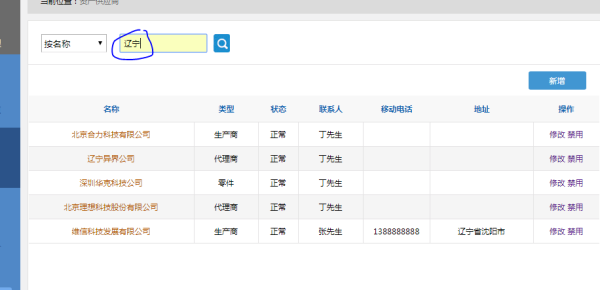 当前位置：资产供应商
按名称 辽宁
新增
名称 类型 状态 联系人 移动电话 地址 操作
北京合力科技有限公司 生产商 正常 丁先生 修改 禁用
辽宁异界公司 代理商 正常 丁先生 修改 禁用
深圳华克科技公司 零件 正常 丁先生 修改 禁用
北京理想科技股份有限公司 代理商 正常 丁先生 修改 禁用
维信科技发展有限公司 生产商 正常 张先生 1388888888 辽宁省沈阳市 修改 禁用